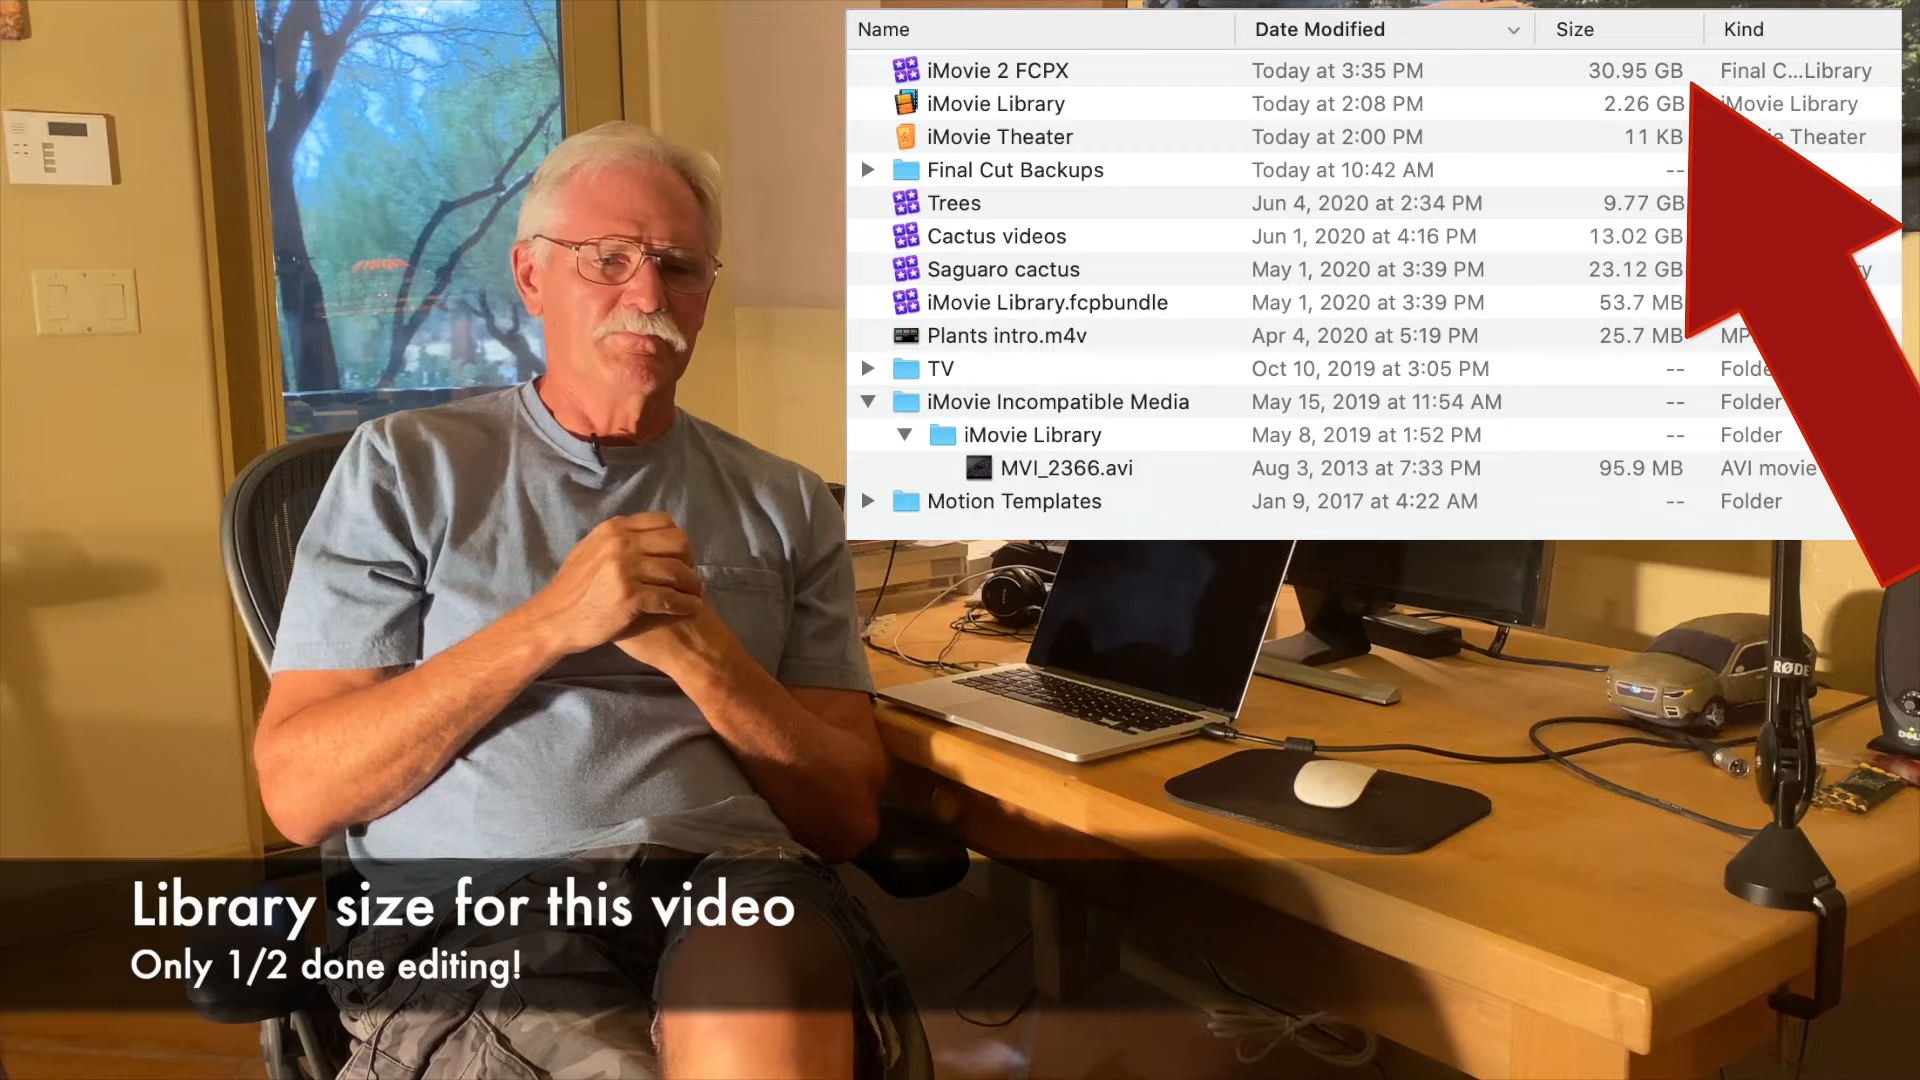 Name Date Modified Size Kind
iMovie 2 FCPX Today at 3:35 PM 30.95 GB Final C...Library
iMovie Library Today at 2:08 PM 2.26 GB iMovie Library
iMovie Theater Today at 2:00 PM 11 KB Theater
Final Cut Backups Today at 10:42 AM --
Trees Jun 4, 2020 at 2:34 PM 9.77 GB
Cactus videos Jun 1, 2020 at 4:16 PM 13.02 GB
Saguaro cactus May 1, 2020 at 3:39 PM 23.12 GB
iMovie Library.fcpbundle May 1, 2020 at 3:39 PM 53.7 MB
Plants intro.m4v Apr 4, 2020 at 5:19 PM 25.7 MB
TV Oct 10, 2019 at 3:05 PM -- Folder
iMovie Incompatible Media May 15, 2019 at 11:54 AM -- Folder
iMovie Library May 8, 2019 at 1:52 PM -- Folder
MVI_2366.avi Aug 3, 2013 at 7:33 PM 95.9 MB AVI movie
Motion Templates Jan 9, 2017 at 4:22 AM -- Folder
RØDE
Library size for this video
Only 1/2 done editing!